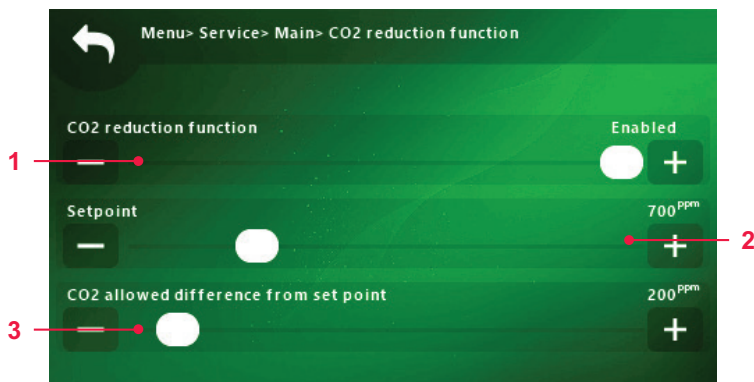 Menu> Service> Main> CO2 reduction function
CO2 reduction function Enabled
1
Setpoint 700ppm
2
CO2 allowed difference from set point 200ppm
3